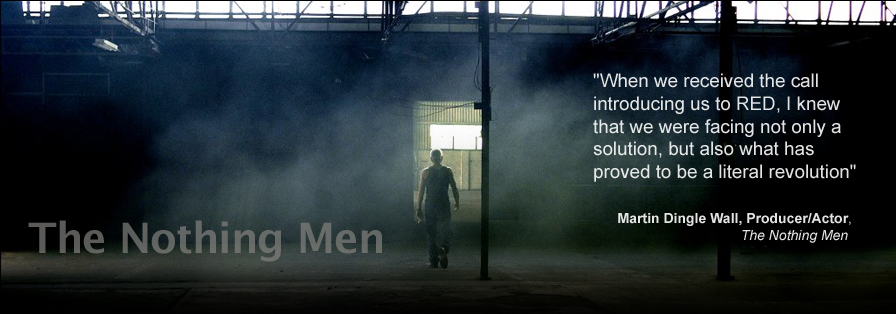 "When we received the call
introducing us to RED, I knew
that we were facing not only a
solution, but also what has
proved to be a literal revolution"
Martin Dingle Wall, Producer/Actor,
The Nothing Men
The Nothing Men